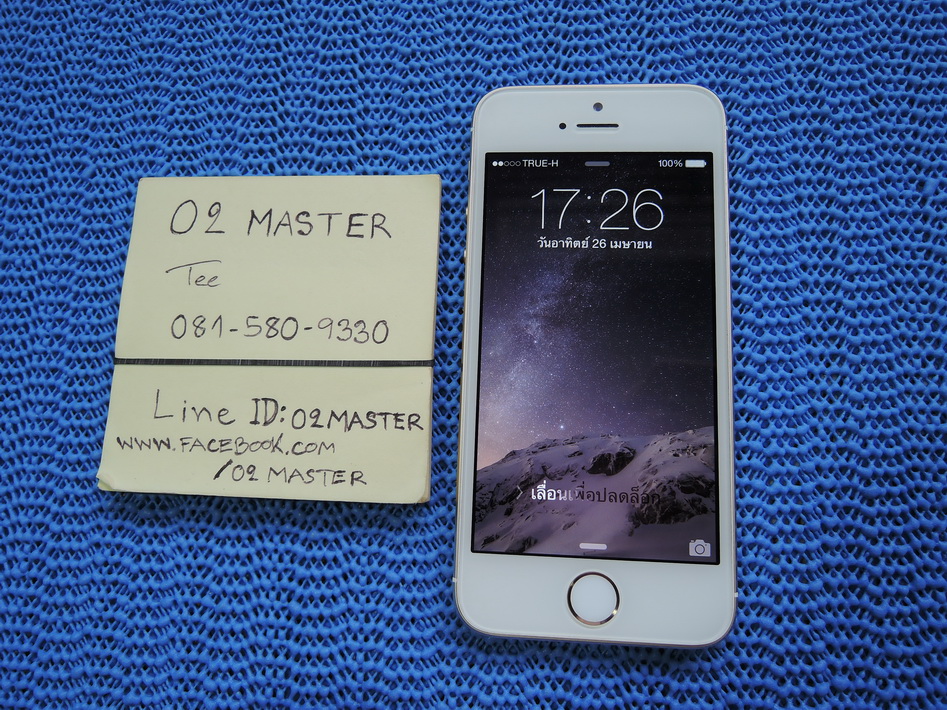 O2 MASTER
Tee
081-580-9330
Line ID: O2MASTER
WWW.FACEBOOK.COM
/O2 MASTER
TRUE-H
100%
17:26
วันอาทิตย์ 26 เมษายน
เลื่อนเพื่อปลดล็อก